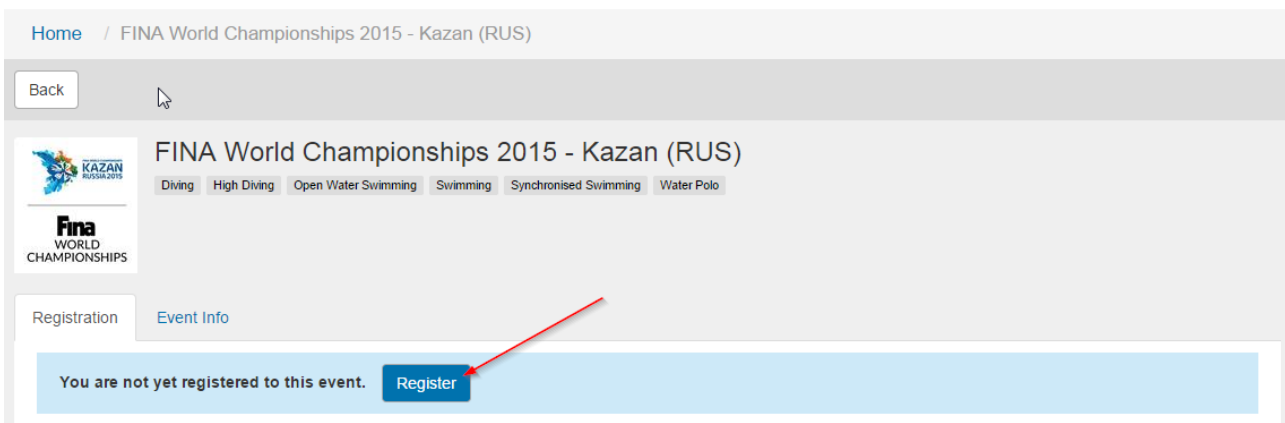 Home / FINA World Championships 2015 - Kazan (RUS)
Back
FINA World Championships 2015 - Kazan (RUS)
Diving High Diving Open Water Swimming Swimming Synchronised Swimming Water Polo
KAZAN
RUSSIA 2015
Fina
WORLD
CHAMPIONSHIPS
Registration Event Info
You are not yet registered to this event. Register